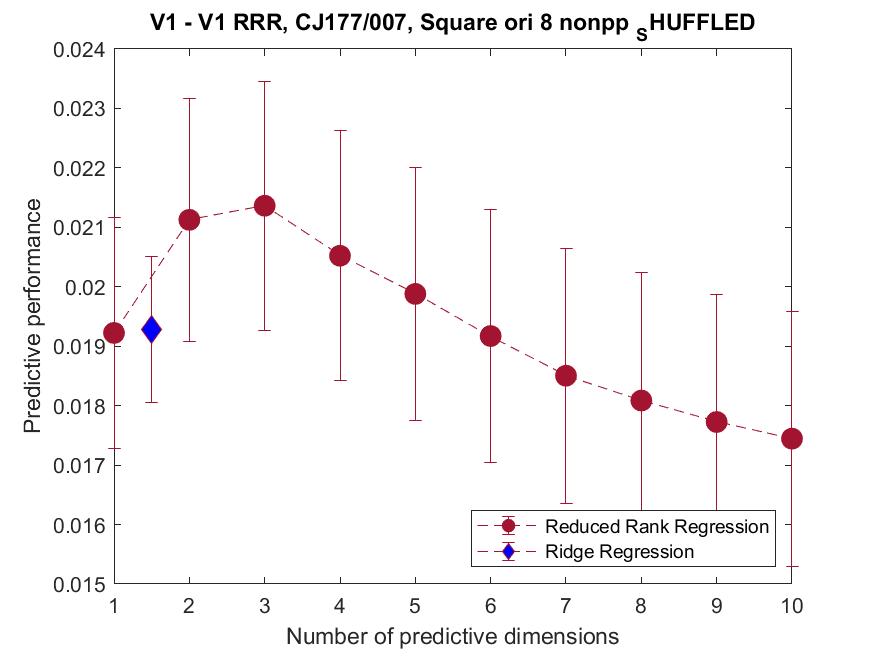 V1 - V1 RRR, CJ177/007, Square ori 8 nonpp SHUFFLED
0.024
0.023
0.022
0.021
0.02
0.019
0.018
0.017
0.016
0.015
Predictive performance
Reduced Rank Regression
Ridge Regression
1 2 3 4 5 6 7 8 9 10
Number of predictive dimensions